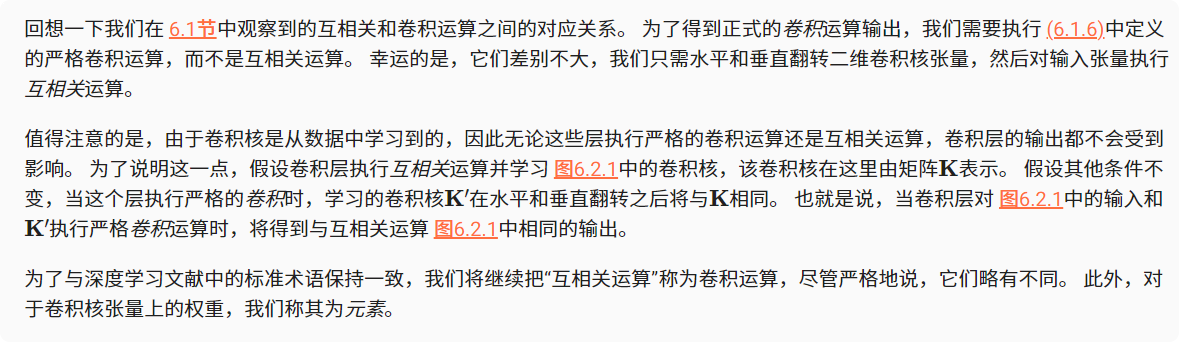 回想一下我们在 6.1节中观察到的互相关和卷积运算之间的对应关系。 为了得到正式的卷积运算输出，我们需要执行 (6.1.6)中定义
的严格卷积运算，而不是互相关运算。 幸运的是，它们差别不大，我们只需水平和垂直翻转二维卷积核张量，然后对输入张量执行
互相关运算。
值得注意的是，由于卷积核是从数据中学习到的，因此无论这些层执行严格的卷积运算还是互相关运算，卷积层的输出都不会受到
影响。 为了说明这一点，假设卷积层执行互相关运算并学习 图6.2.1中的卷积核，该卷积核在这里由矩阵K表示。 假设其他条件不
变，当这个层执行严格的卷积时，学习的卷积核K′在水平和垂直翻转之后将与K相同。 也就是说，当卷积层对 图6.2.1中的输入和
K′执行严格卷积运算时，将得到与互相关运算 图6.2.1中相同的输出。
为了与深度学习文献中的标准术语保持一致，我们将继续把“互相关运算”称为卷积运算，尽管严格地说，它们略有不同。 此外，对
于卷积核张量上的权重，我们称其为元素。